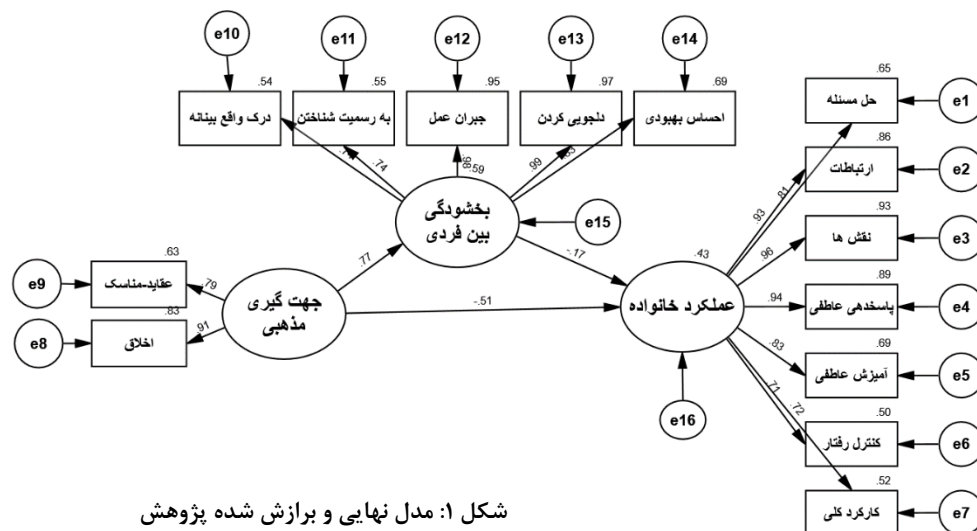 e10
e11
e12
e13
e14
.54
.55
.95
.97
.69
درک واقع بینانه
به رسمیت شناختن
جبران عمل
دلجویی کردن
احساس بهبودی
.74
.99
.59
بخشودگی
بین فردی
e15
.77
-.17
e9
.63
عقاید-مناسک
.79
e8
.83
اخلاق
.91
جهت گیری
مذهبی
-.51
.43
عملکرد خانواده
e16
.65
حل مسئله
e1
.81
.86
ارتباطات
e2
.93
.93
نقش ها
e3
.96
.89
پاسخدهی عاطفی
e4
.94
.69
آمیزش عاطفی
e5
.83
.50
کنترل رفتار
e6
.71
.52
کارکرد کلی
e7
.72
شکل ۱: مدل نهایی و برازش شده پژوهش